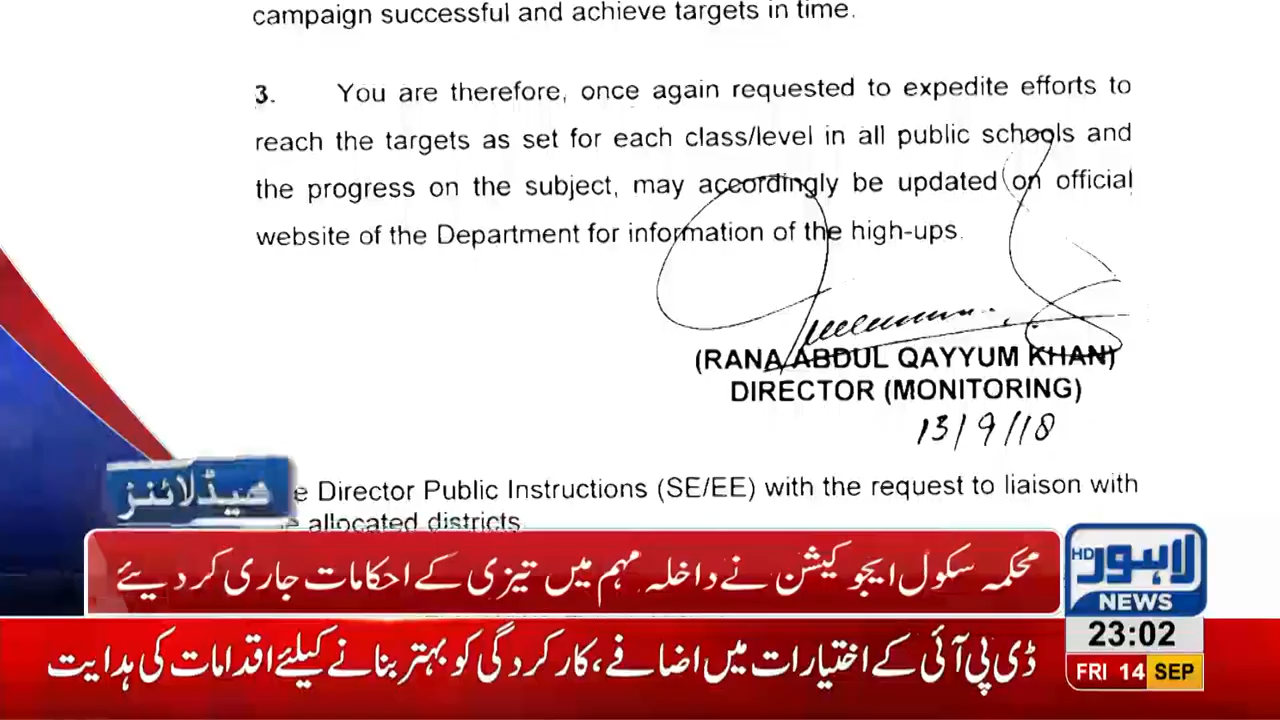 campaign successful and achieve targets in time.
3. You are therefore, once again requested to expedite efforts to
reach the targets as set for each class/level in all public schools and
the progress on the subject, may accordingly be updated on official
website of the Department for information of the high-ups.
(RANA ABDUL QAYYUM KHAN)
DIRECTOR (MONITORING)
13/9/18
e Director Public Instructions (SE/EE) with the request to liaison with
allocated districts
ہیڈلائنز
محکمہ سکول ایجوکیشن نے داخلہ مہم میں تیزی کے احکامات جاری کر دیئے
ڈی پی آئی کے اختیارات میں اضافے، کارکردگی کو بہتر بنانے کیلئے اقدامات کی ہدایت
لاہور HD
NEWS
23:02
FRI 14 SEP